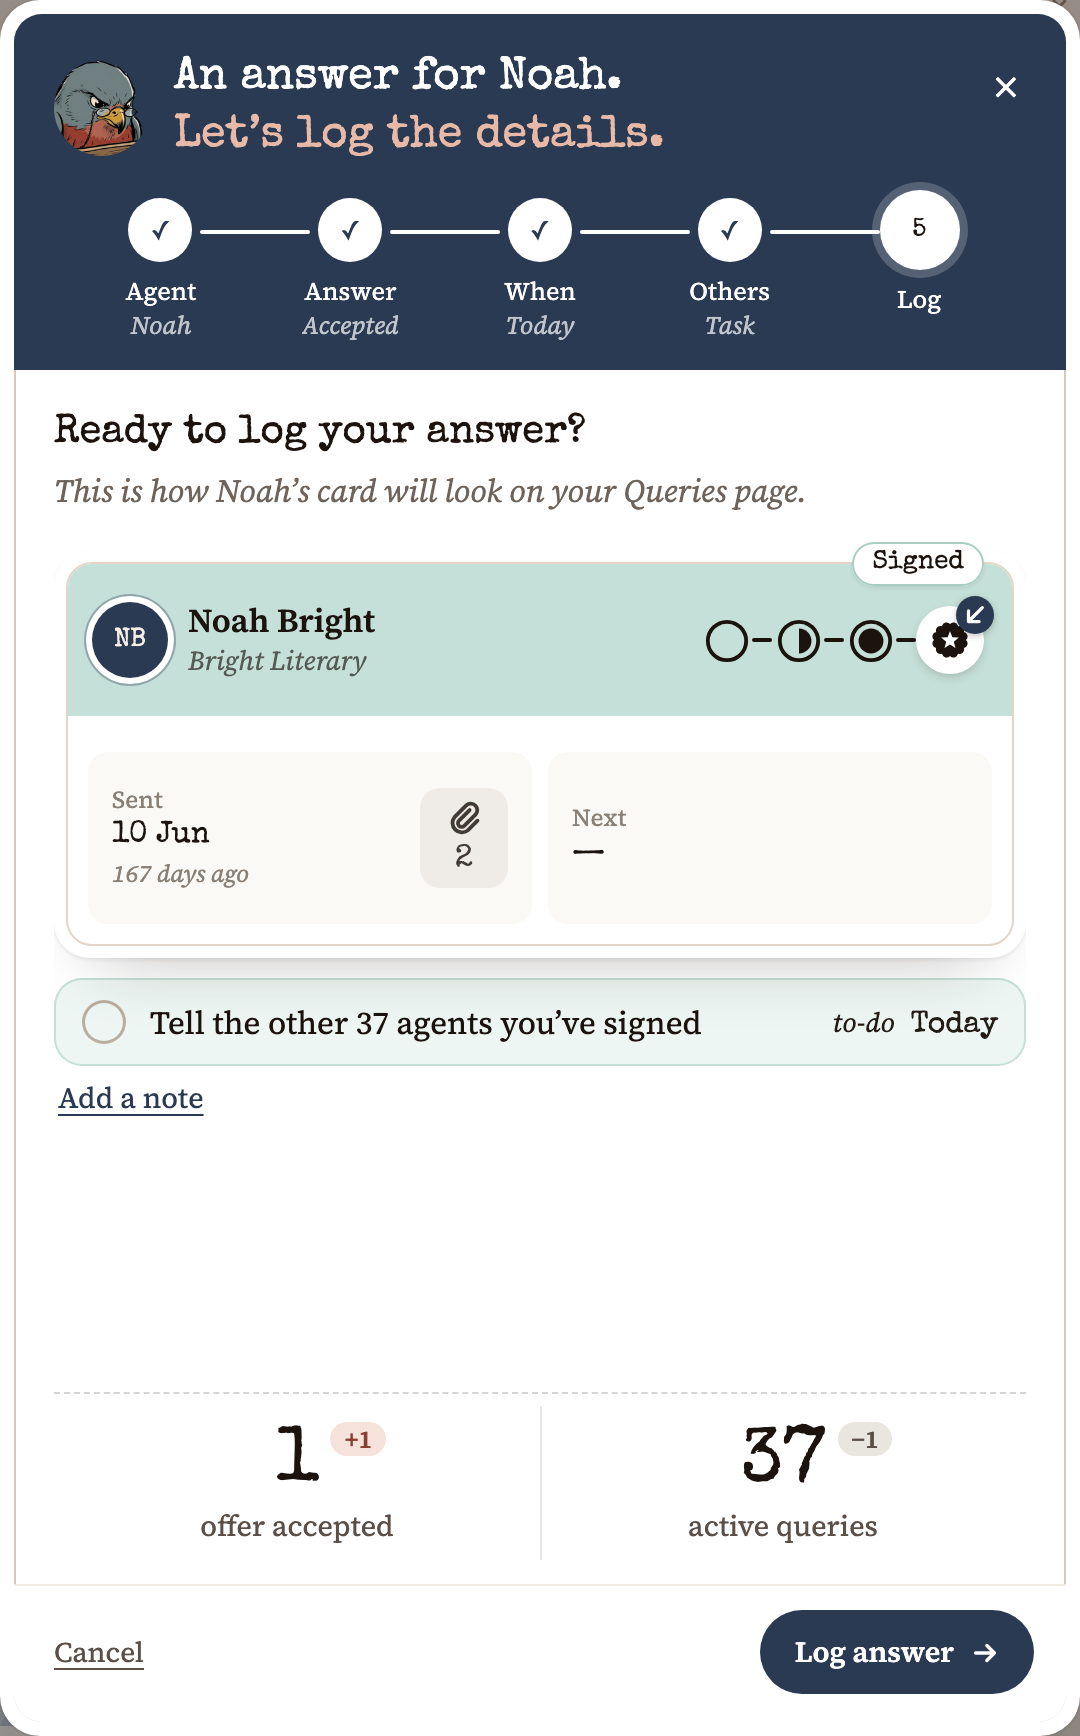 An answer for Noah.
Let’s log the details.
✓ ✓ ✓ ✓ 5
Agent Answer When Others Log
Noah Accepted Today Task
Ready to log your answer?
This is how Noah’s card will look on your Queries page.
Signed
NB
Noah Bright
Bright Literary
Sent
10 Jun
167 days ago
2
Next
—
Tell the other 37 agents you’ve signed to-do Today
Add a note
1 +1
offer accepted
37 −1
active queries
Cancel
Log answer →